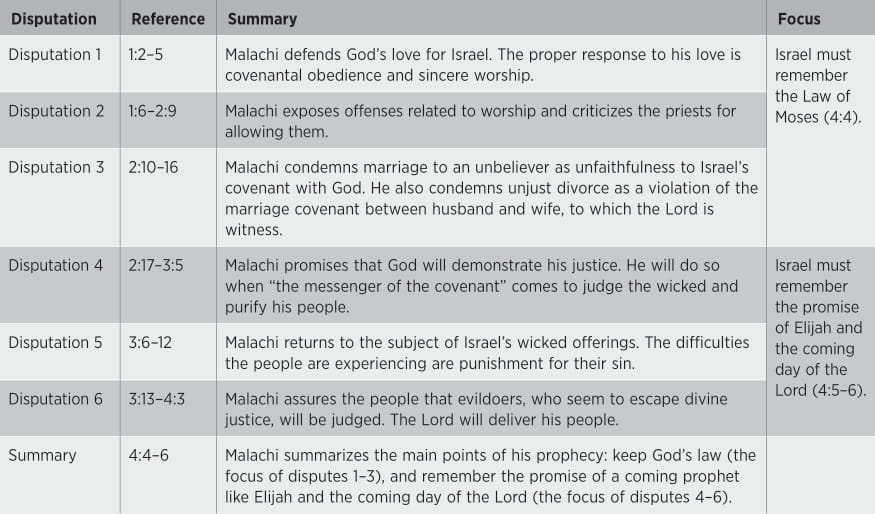 Disputation Reference Summary Focus
Disputation 1 1:2–5 Malachi defends God’s love for Israel. The proper response to his love is
covenantal obedience and sincere worship.
Israel must
remember
the Law of
Moses (4:4).
Disputation 2 1:6–2:9 Malachi exposes offenses related to worship and criticizes the priests for
allowing them.
Disputation 3 2:10–16 Malachi condemns marriage to an unbeliever as unfaithfulness to Israel’s
covenant with God. He also condemns unjust divorce as a violation of the
marriage covenant between husband and wife, to which the Lord is
witness.
Disputation 4 2:17–3:5 Malachi promises that God will demonstrate his justice. He will do so
when “the messenger of the covenant” comes to judge the wicked and
purify his people.
Israel must
remember
the promise
of Elijah and
the coming
day of the
Lord (4:5–6).
Disputation 5 3:6–12 Malachi returns to the subject of Israel’s wicked offerings. The difficulties
the people are experiencing are punishment for their sin.
Disputation 6 3:13–4:3 Malachi assures the people that evildoers, who seem to escape divine
justice, will be judged. The Lord will deliver his people.
Summary 4:4–6 Malachi summarizes the main points of his prophecy: keep God’s law (the
focus of disputes 1–3), and remember the promise of a coming prophet
like Elijah and the coming day of the Lord (the focus of disputes 4–6).